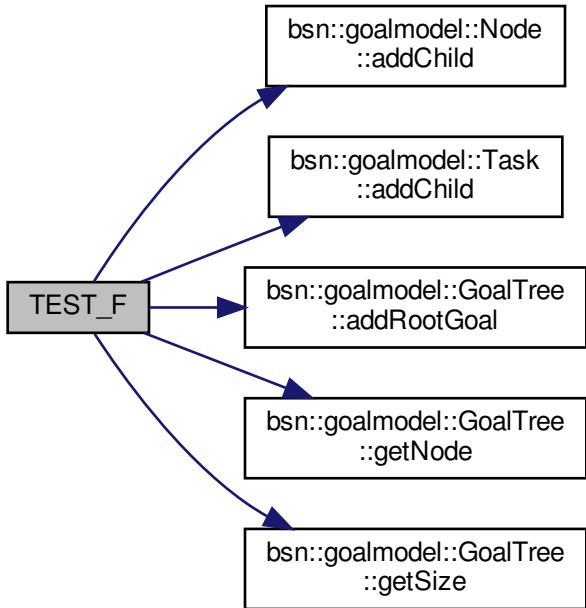 bsn::goalmodel::Node
::addChild
bsn::goalmodel::Task
::addChild
TEST_F
bsn::goalmodel::GoalTree
::addRootGoal
bsn::goalmodel::GoalTree
::getNode
bsn::goalmodel::GoalTree
::getSize